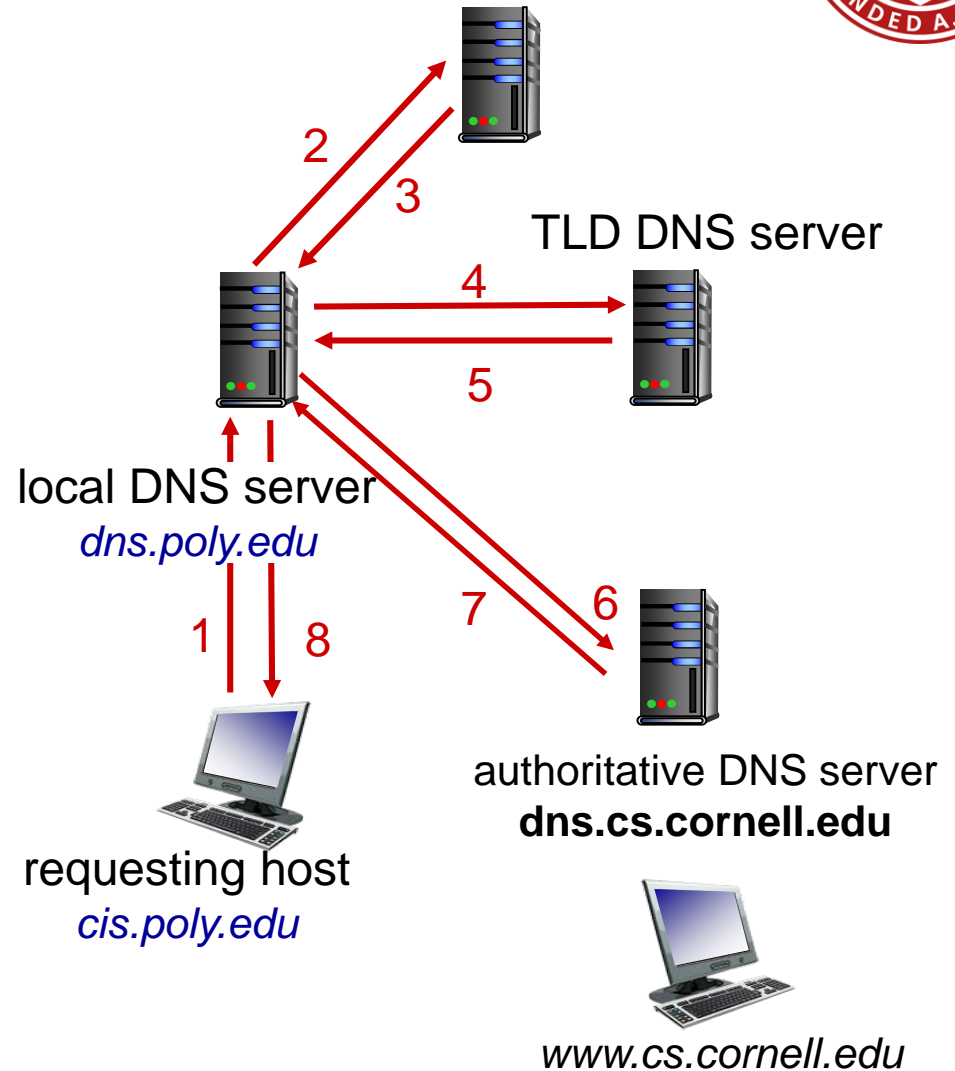 NDED A.
2
3
TLD DNS server
4
5
local DNS server
dns.poly.edu
1
8
7
6
authoritative DNS server
dns.cs.cornell.edu
requesting host
cis.poly.edu
www.cs.cornell.edu